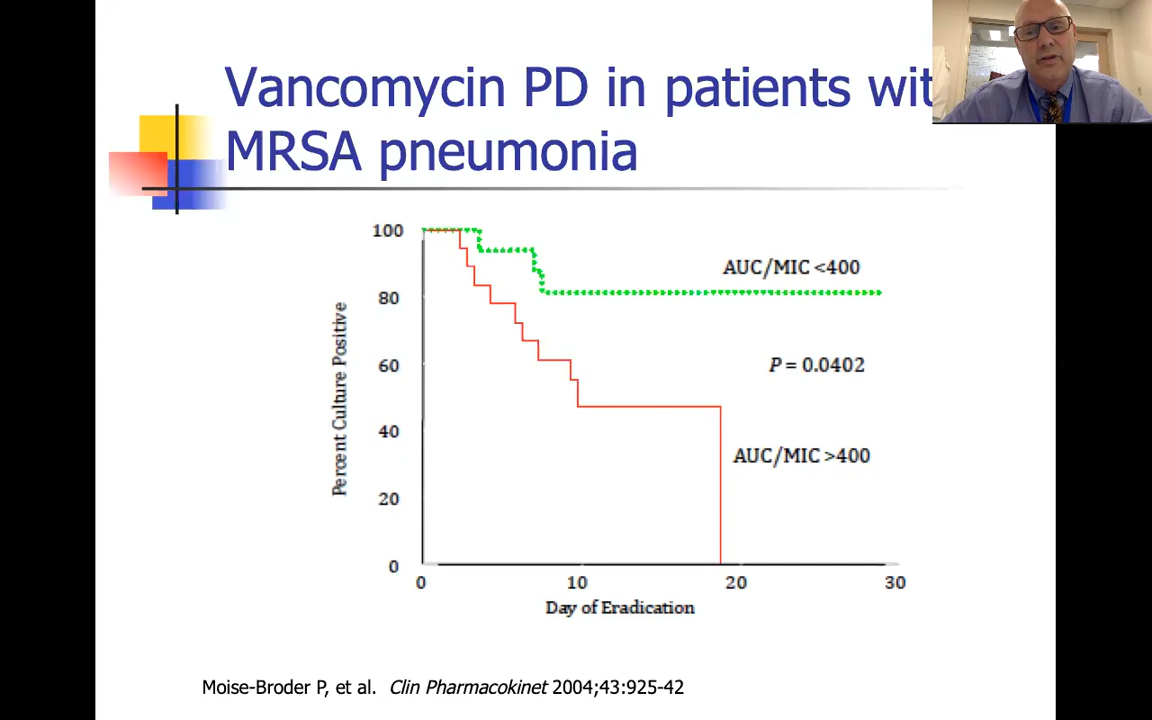 Vancomycin PD in patients wit
MRSA pneumonia
100
80
60
40
20
0
Percent Culture Positive
AUC/MIC <400
P = 0.0402
AUC/MIC >400
0 10 20 30
Day of Eradication
Moise-Broder P, et al. Clin Pharmacokinet 2004;43:925-42